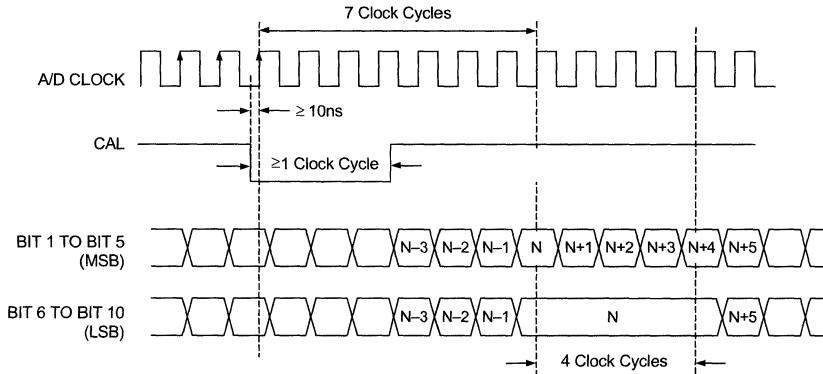 7 Clock Cycles
A/D CLOCK
≥ 10ns
CAL
≥1 Clock Cycle
BIT 1 TO BIT 5
(MSB)
N–3 N–2 N–1 N N+1 N+2 N+3 N+4 N+5
BIT 6 TO BIT 10
(LSB)
N–3 N–2 N–1 N N+5
4 Clock Cycles